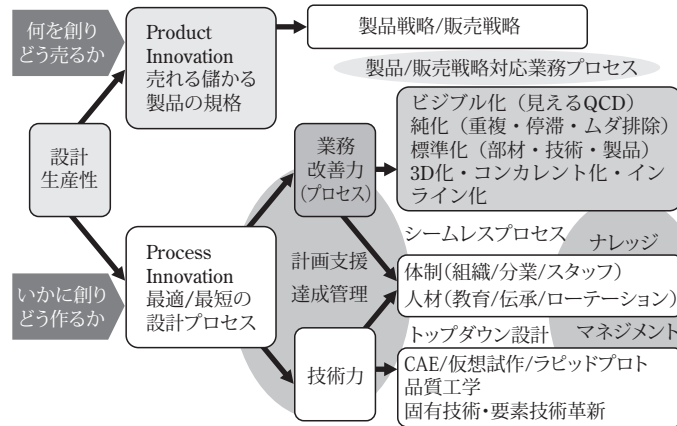 何を創り
どう売るか
Product
Innovation
売れる儲かる
製品の規格
製品戦略/販売戦略
製品/販売戦略対応業務プロセス
設計
生産性
業務
改善力
(プロセス)
ビジブル化（見えるQCD）
純化（重複・停滞・ムダ排除）
標準化（部材・技術・製品）
3D化・コンカレント化・イン
ライン化
いかに創り
どう作るか
Process
Innovation
最適/最短の
設計プロセス
計画支援
達成管理
シームレスプロセス
ナレッジ
体制(組織/分業/スタッフ)
人材(教育/伝承/ローテーション)
トップダウン設計
マネジメント
技術力
CAE/仮想試作/ラピッドプロト
品質工学
固有技術・要素技術革新